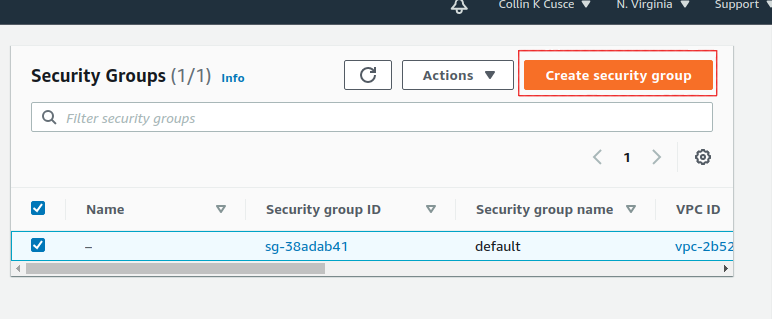 Collin K Cusce N. Virginia Support
Security Groups (1/1) Info Actions Create security group
Filter security groups
1
Name Security group ID Security group name VPC ID
– sg-38adab41 default vpc-2b52